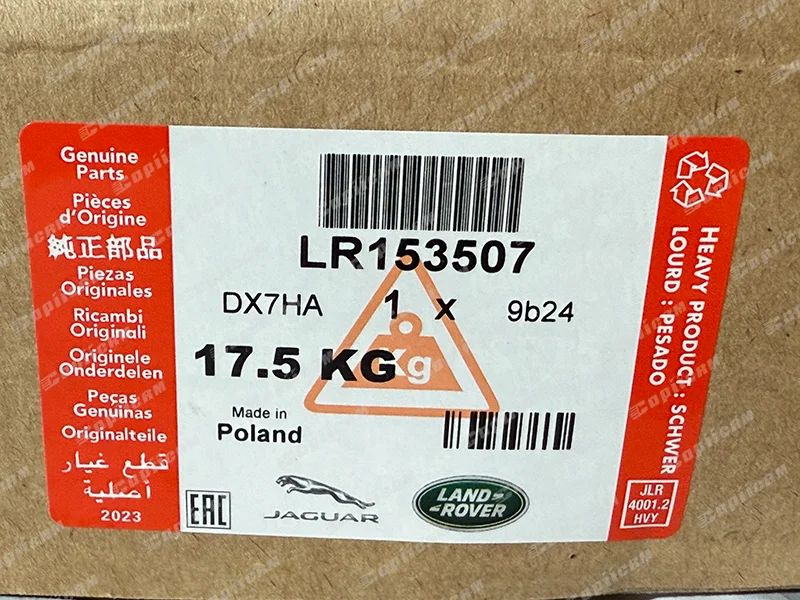 Genuine
Parts
Pièces
d'Origine
純正部品
Piezas
Originales
Ricambi
Originali
Originele
Onderdelen
Peças
Genuinas
Originalteile
قطع غيار
أصلية
2023
LR153507
DX7HA 1 x 9b24
17.5 KG
Kg
Made in
Poland
EAC
JAGUAR
LAND-
-ROVER
HEAVY PRODUCT : SCHWER
LOURD : PESADO
JLR
4001.2
HVY
CopiiCRM